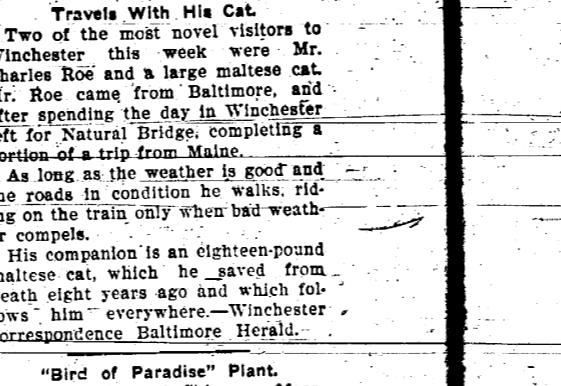 Travels With His Cat.
Two of the most novel visitors to
inchester this week were Mr.
harles Roe and a large maltese cat.
r. Roe came from Baltimore, and
fter spending the day in Winchester
eft for Natural Bridge, completing a
ortion of a trip from Maine.
As long as the weather is good and
he roads in condition he walks, rid-
ng on the train only when bad weath-
r compels.
His companion is an eighteen-pound
altese cat, which he saved from
eath eight years ago and which fol-
ows him everywhere.—Winchester
orrespondence Baltimore Herald.
"Bird of Paradise" Plant.